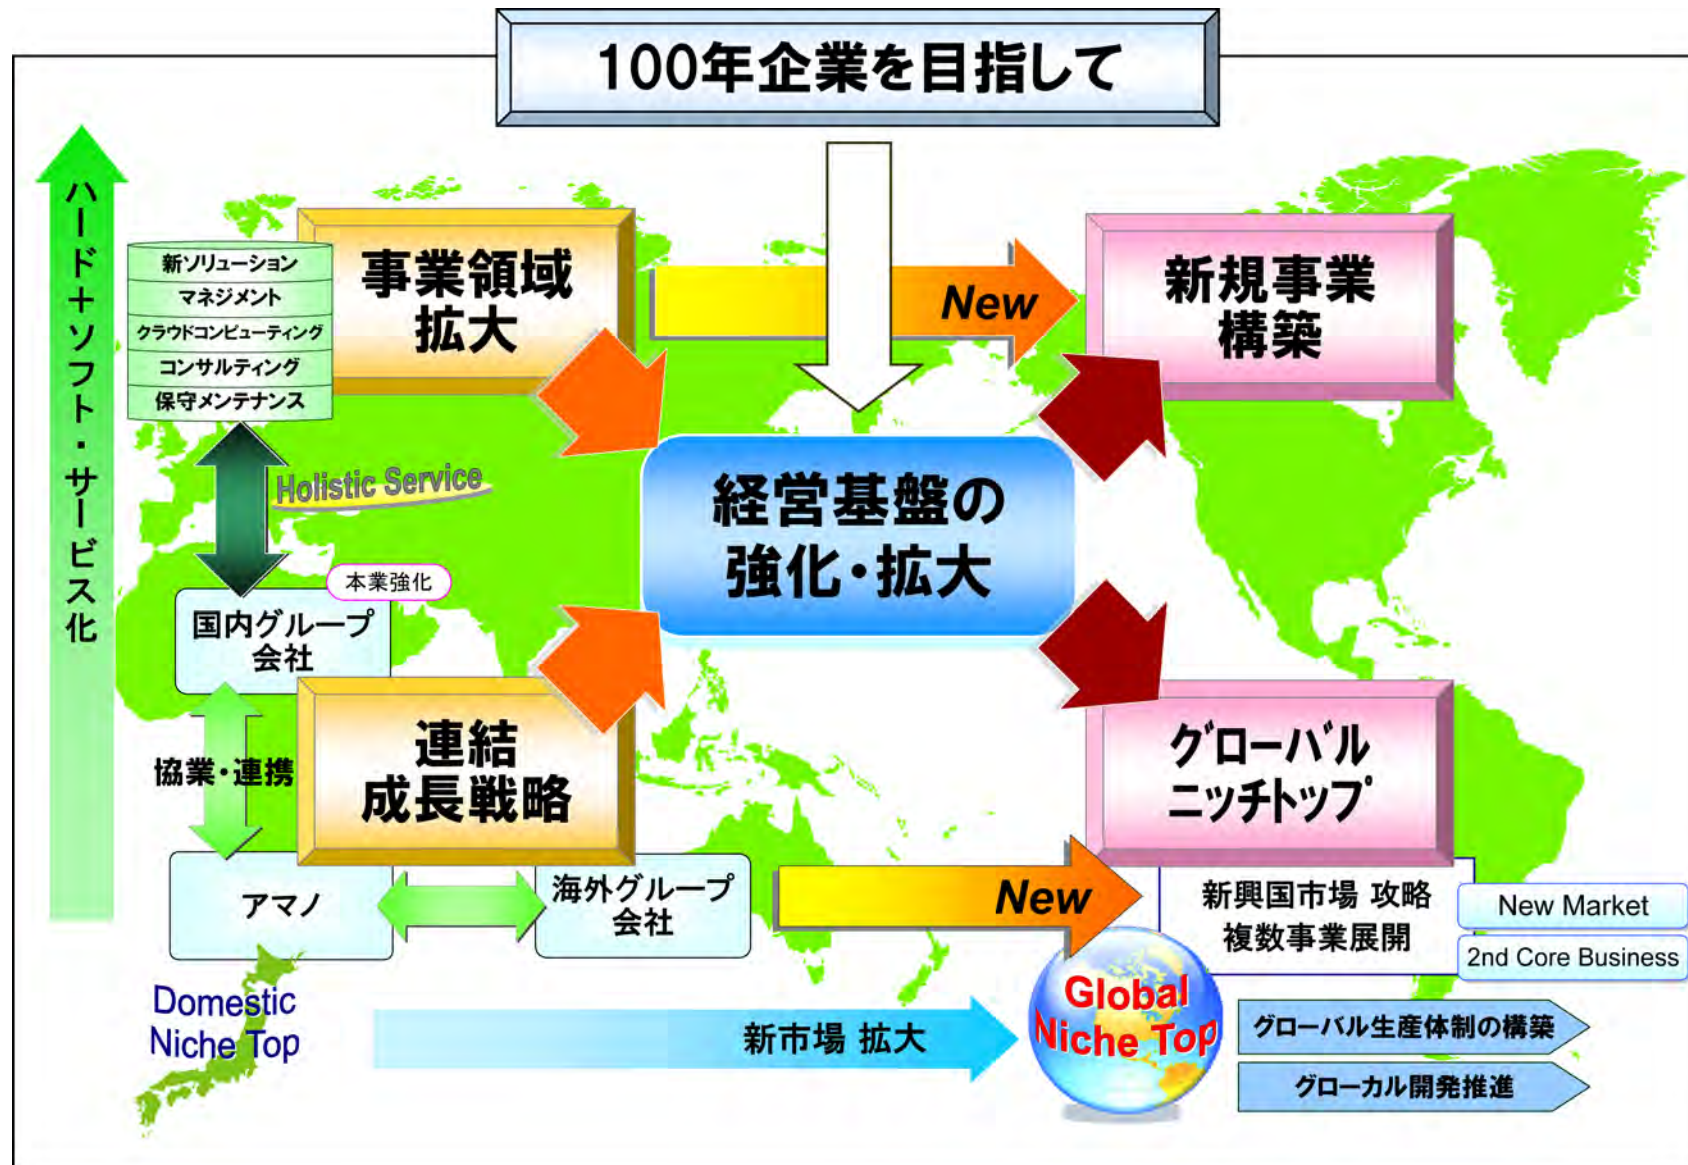 100年企業を目指して
ハード＋ソフト・サービス化
新ソリューション
マネジメント
クラウドコンピューティング
コンサルティング
保守メンテナンス
事業領域
拡大
New
新規事業
構築
Holistic Service
経営基盤の
強化・拡大
本業強化
国内グループ
会社
協業・連携
連結
成長戦略
グローバル
ニッチトップ
アマノ
海外グループ
会社
New
新興国市場 攻略
複数事業展開
New Market
2nd Core Business
Domestic
Niche Top
新市場 拡大
Global
Niche Top
グローバル生産体制の構築
グローカル開発推進